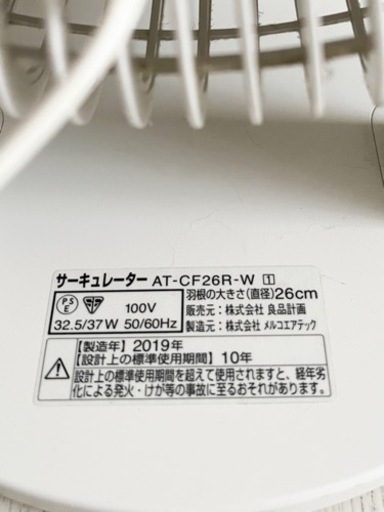 サーキュレーター AT-CF26R-W 1
PSE 100V 羽根の大きさ(直径)26cm
販売元：株式会社 良品計画
32.5/37W 50/60Hz 製造元：株式会社 メルコエアテック
【製造年】2019年
【設計上の標準使用期間】10年
設計上の標準使用期間を超えて使用されますと、経年劣
化による発火・けが等の事故に至るおそれがあります。